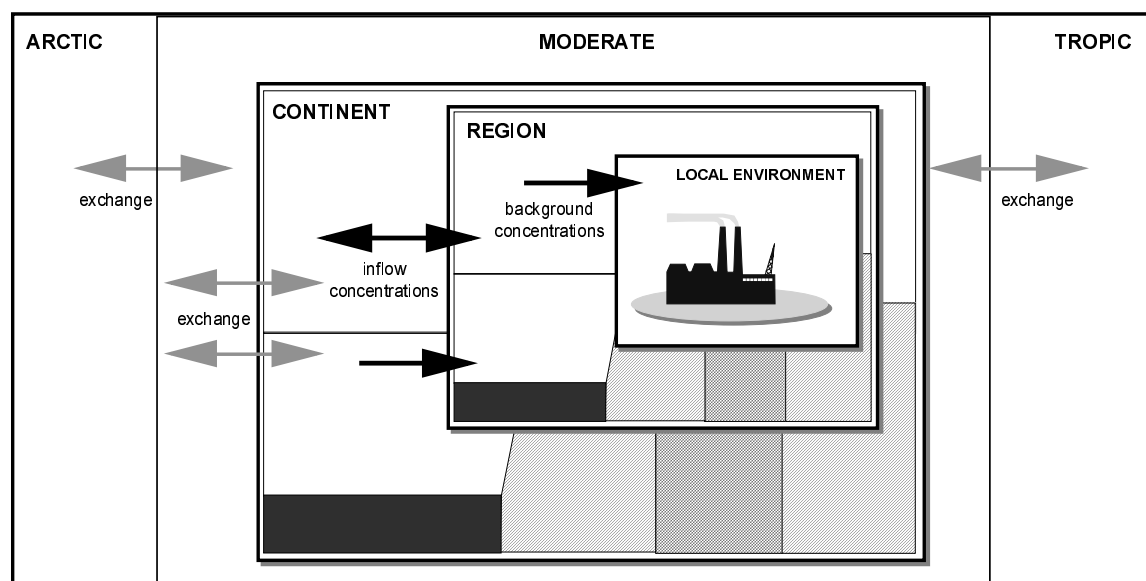 ARCTIC
MODERATE
TROPIC
CONTINENT
REGION
LOCAL ENVIRONMENT
exchange
background
concentrations
exchange
inflow
concentrations
exchange